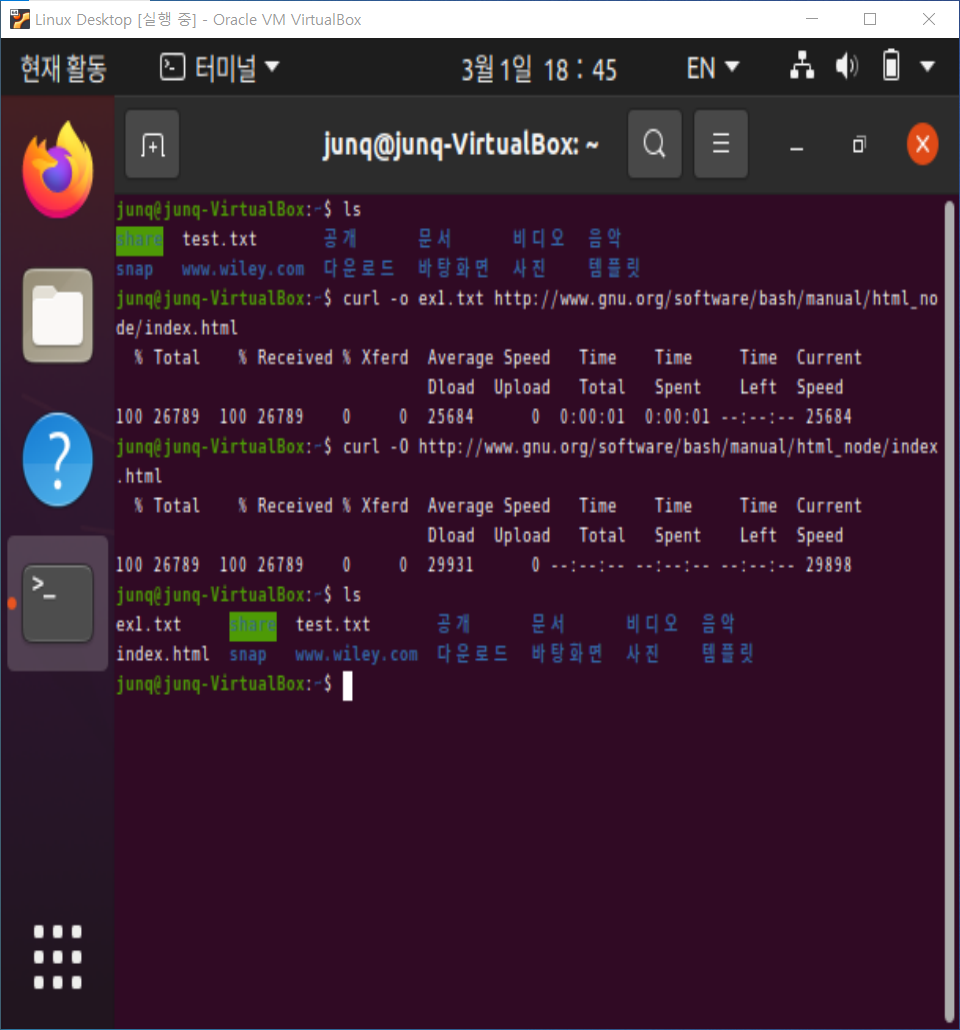 Linux Desktop [실행 중] - Oracle VM VirtualBox
현재 활동 터미널 3월 1일 18 : 45 EN
junq@junq-VirtualBox: ~
junq@junq-VirtualBox:~$ ls
share test.txt 공개 문서 비디오 음악
snap www.wiley.com 다운로드 바탕화면 사진 템플릿
junq@junq-VirtualBox:~$ curl -o ex1.txt http://www.gnu.org/software/bash/manual/html_no
de/index.html
% Total % Received % Xferd Average Speed Time Time Time Current
Dload Upload Total Spent Left Speed
100 26789 100 26789 0 0 25684 0 0:00:01 0:00:01 --:--:-- 25684
junq@junq-VirtualBox:~$ curl -O http://www.gnu.org/software/bash/manual/html_node/index
.html
% Total % Received % Xferd Average Speed Time Time Time Current
Dload Upload Total Spent Left Speed
100 26789 100 26789 0 0 29931 0 --:--:-- --:--:-- --:--:-- 29898
junq@junq-VirtualBox:~$ ls
ex1.txt share test.txt 공개 문서 비디오 음악
index.html snap www.wiley.com 다운로드 바탕화면 사진 템플릿
junq@junq-VirtualBox:~$